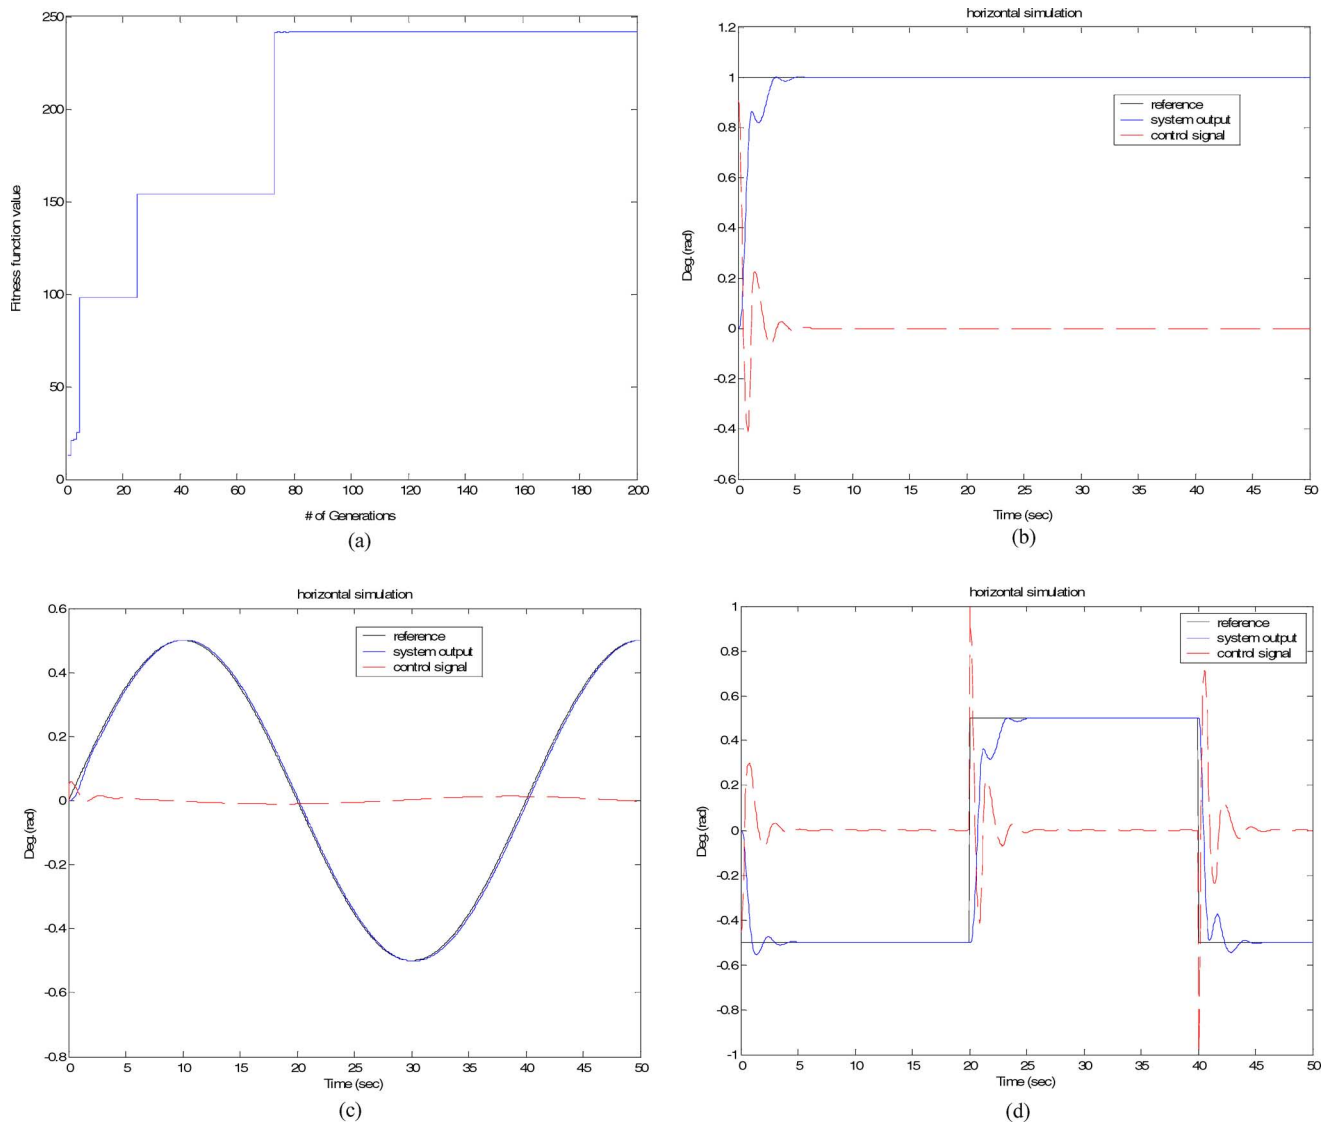 250
200
150
100
50
0
Fitness function value
0 20 40 60 80 100 120 140 160 180 200
# of Generations
(a)
horizontal simulation
1.2
1
0.8
0.6
0.4
0.2
0
-0.2
-0.4
-0.6
Deg.(rad)
reference
system output
control signal
0 5 10 15 20 25 30 35 40 45 50
Time (sec)
(b)
horizontal simulation
0.6
0.4
0.2
0
-0.2
-0.4
-0.6
-0.8
Deg.(rad)
reference
system output
control signal
0 5 10 15 20 25 30 35 40 45 50
Time (sec)
(c)
horizontal simulation
1
0.8
0.6
0.4
0.2
0
-0.2
-0.4
-0.6
-0.8
-1
Deg.(rad)
reference
system output
control signal
0 5 10 15 20 25 30 35 40 45 50
Time (sec)
(d)